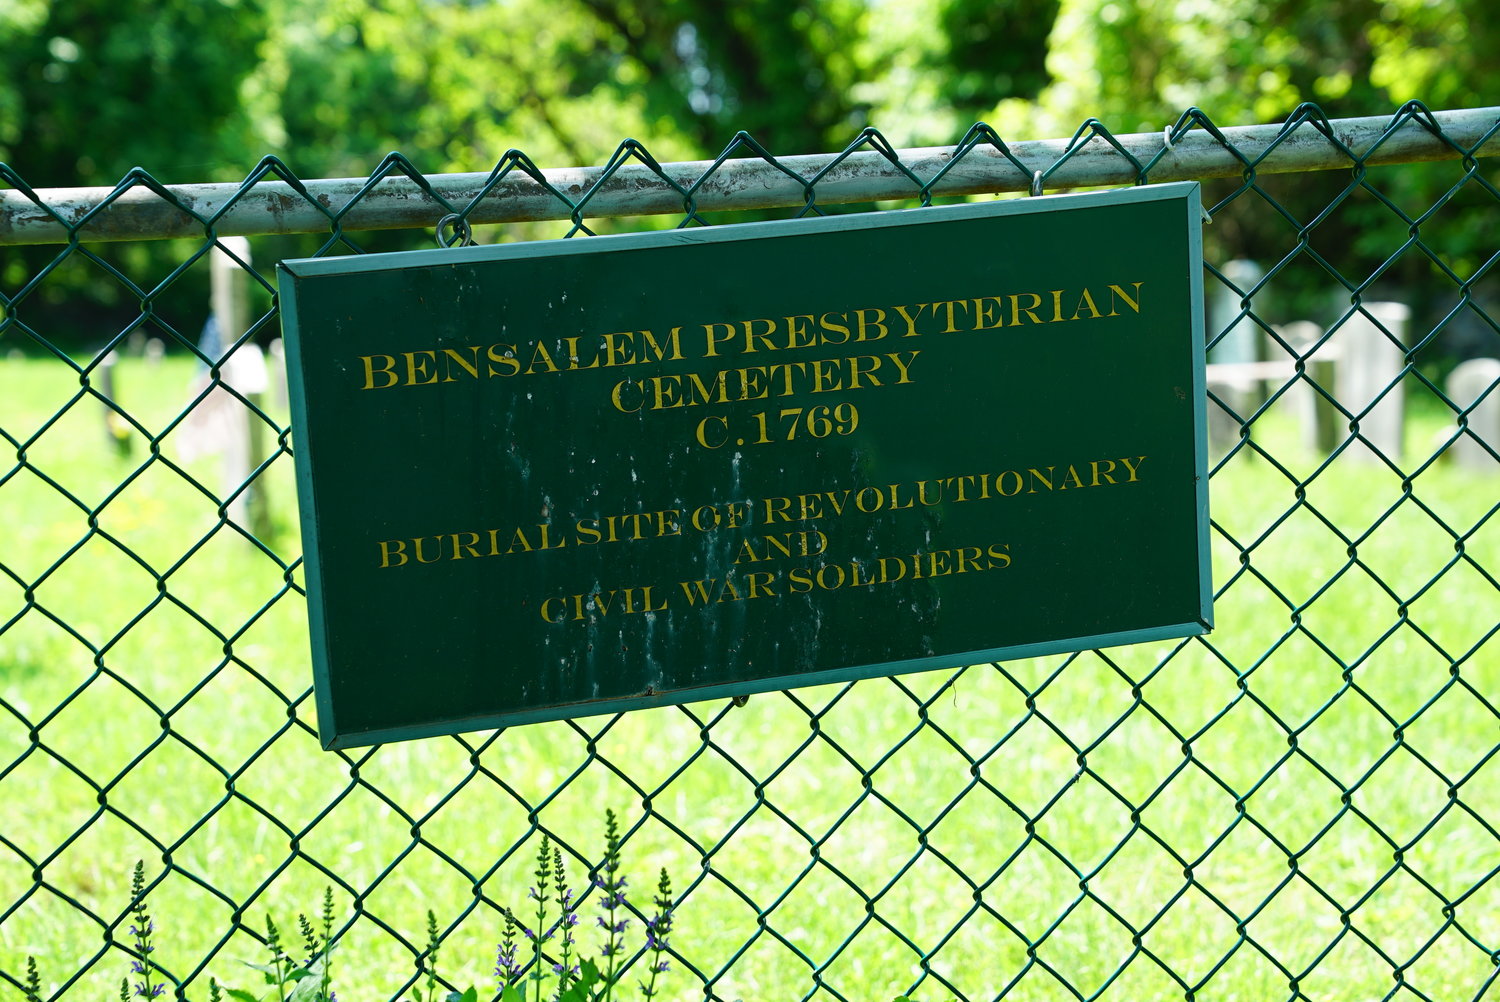 BENSALEM PRESBYTERIAN
CEMETERY
C.1769
BURIAL SITE OF REVOLUTIONARY
AND
CIVIL WAR SOLDIERS